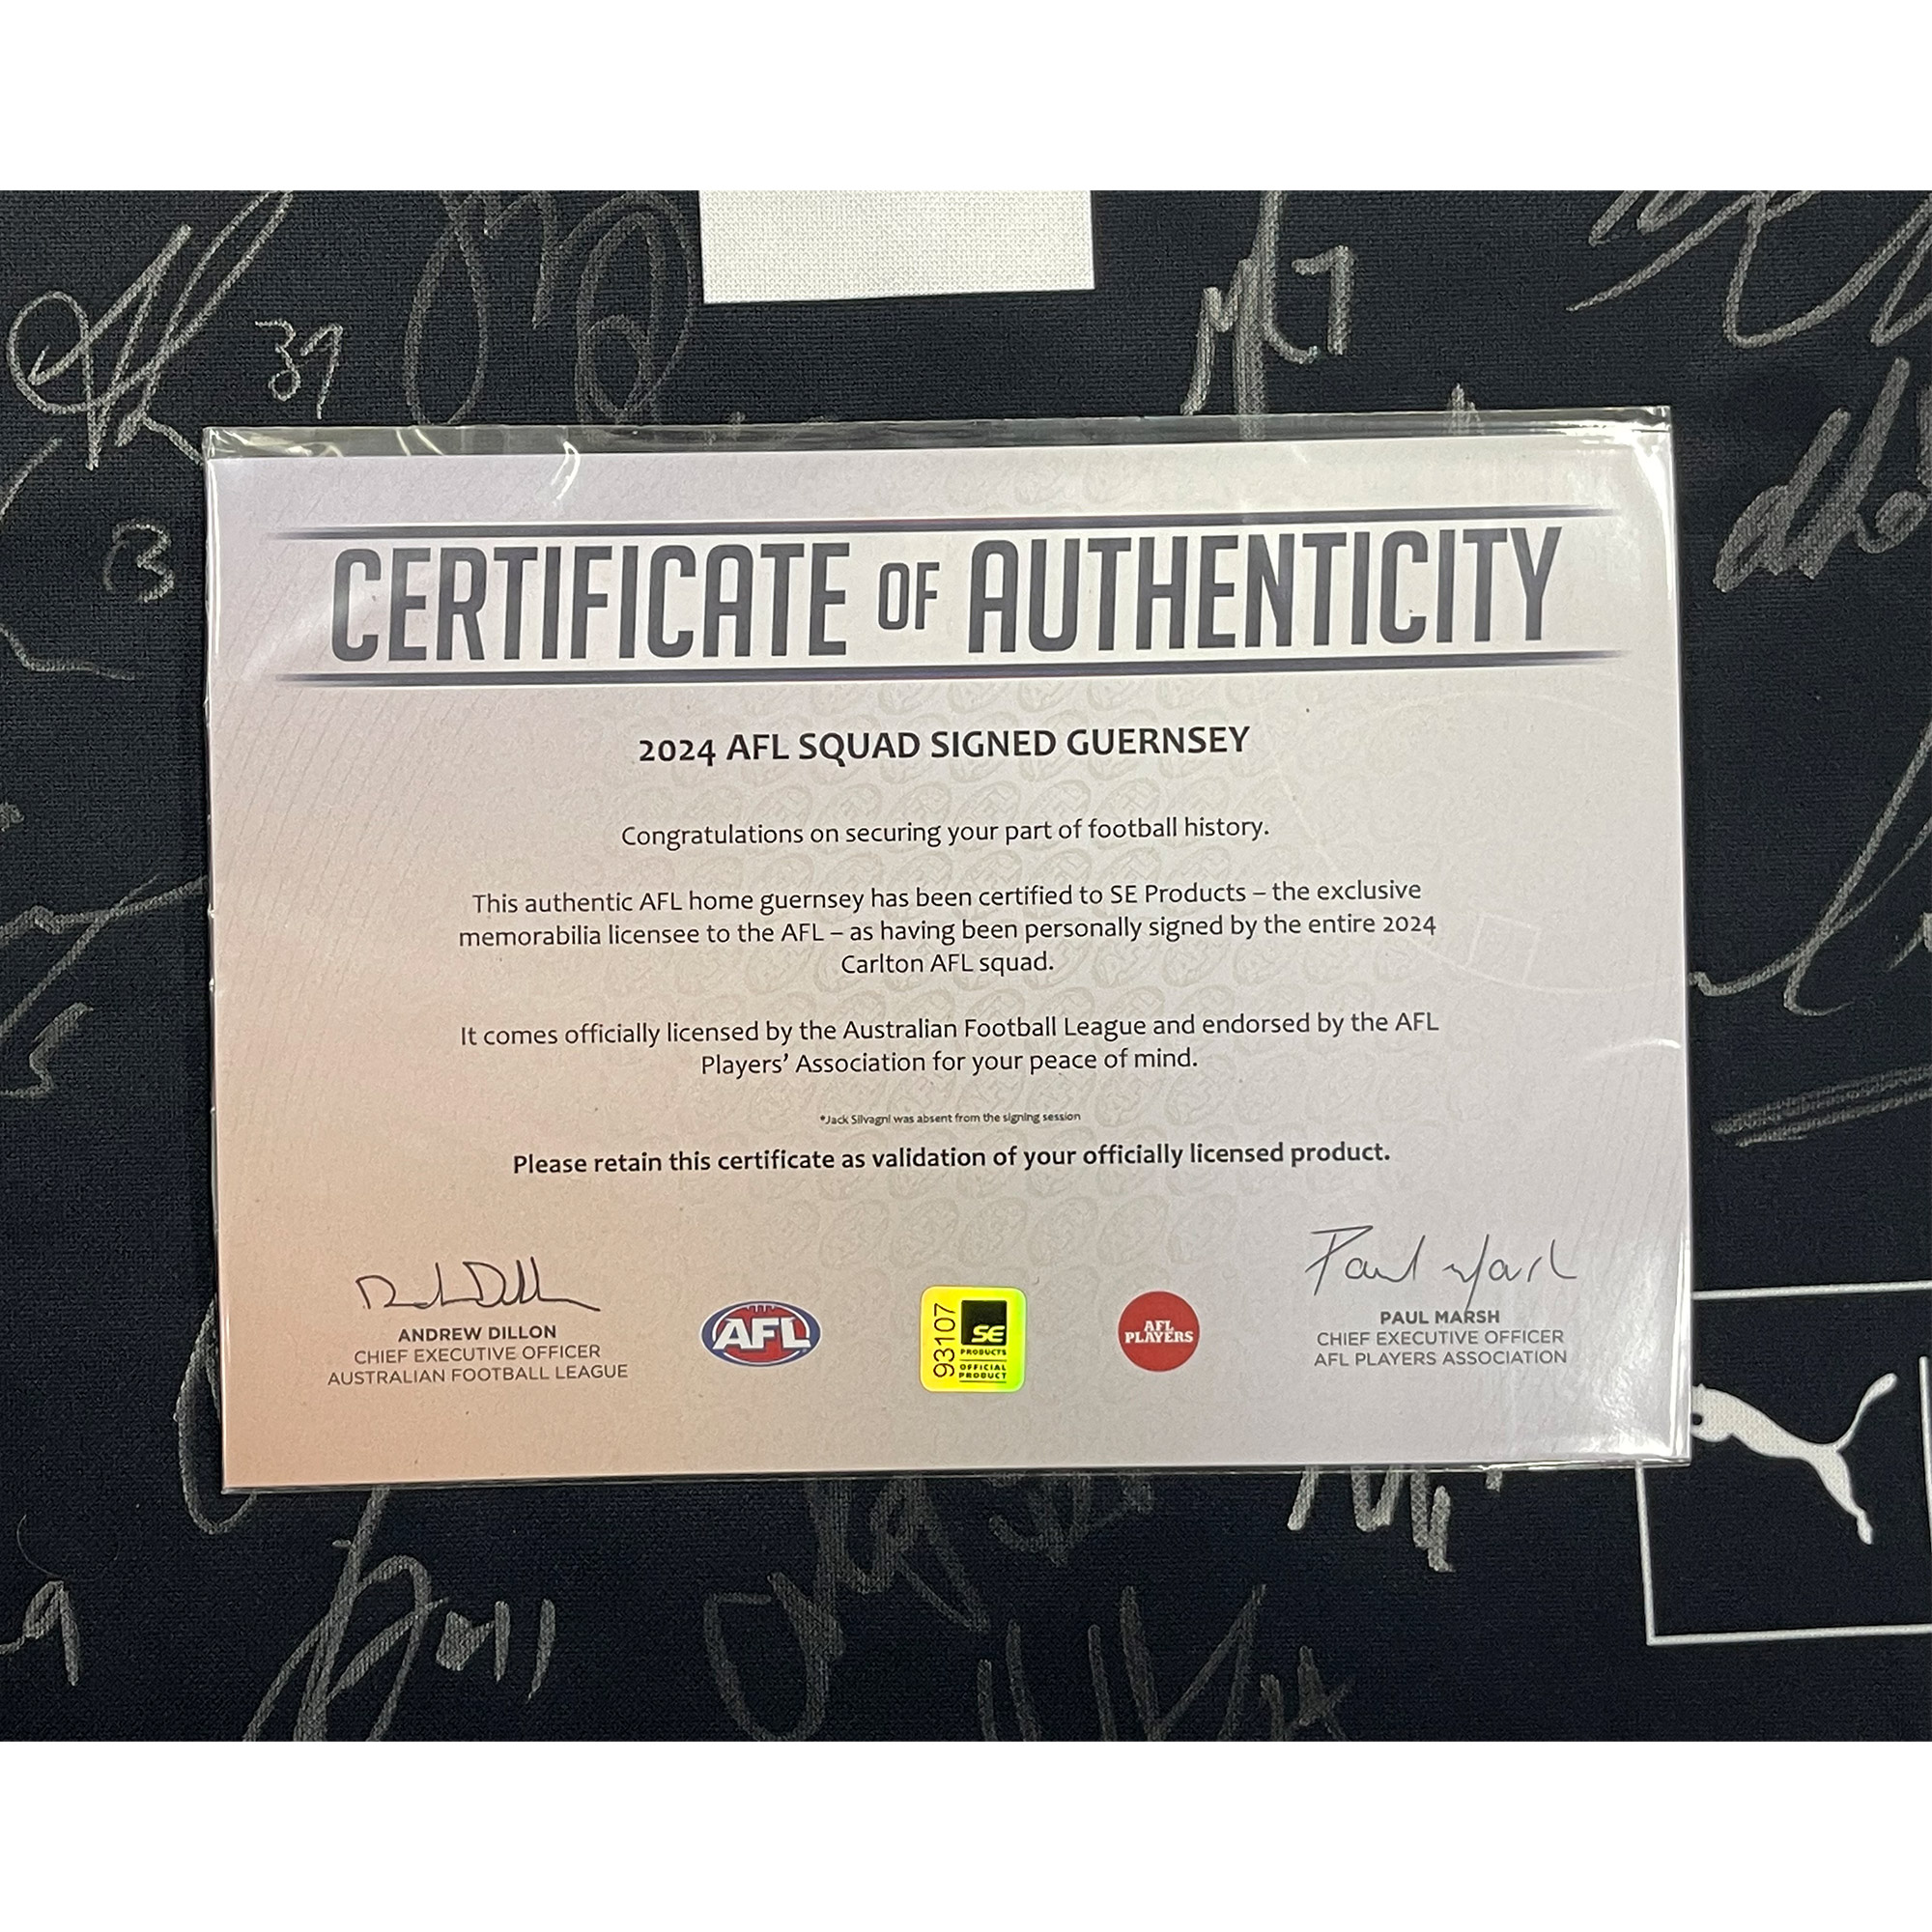 37
17
13
CERTIFICATE OF AUTHENTICITY
2024 AFL SQUAD SIGNED GUERNSEY
Congratulations on securing your part of football history.
This authentic AFL home guernsey has been certified to SE Products – the exclusive
memorabilia licensee to the AFL – as having been personally signed by the entire 2024
Carlton AFL squad.
It comes officially licensed by the Australian Football League and endorsed by the AFL
Players' Association for your peace of mind.
*Jack Silvagni was absent from the signing session
Please retain this certificate as validation of your officially licensed product.
ANDREW DILLON
CHIEF EXECUTIVE OFFICER
AUSTRALIAN FOOTBALL LEAGUE
AFL
93107
SE
PRODUCTS
OFFICIAL
PRODUCT
AFL
PLAYERS
Paul Marsh
PAUL MARSH
CHIEF EXECUTIVE OFFICER
AFL PLAYERS ASSOCIATION